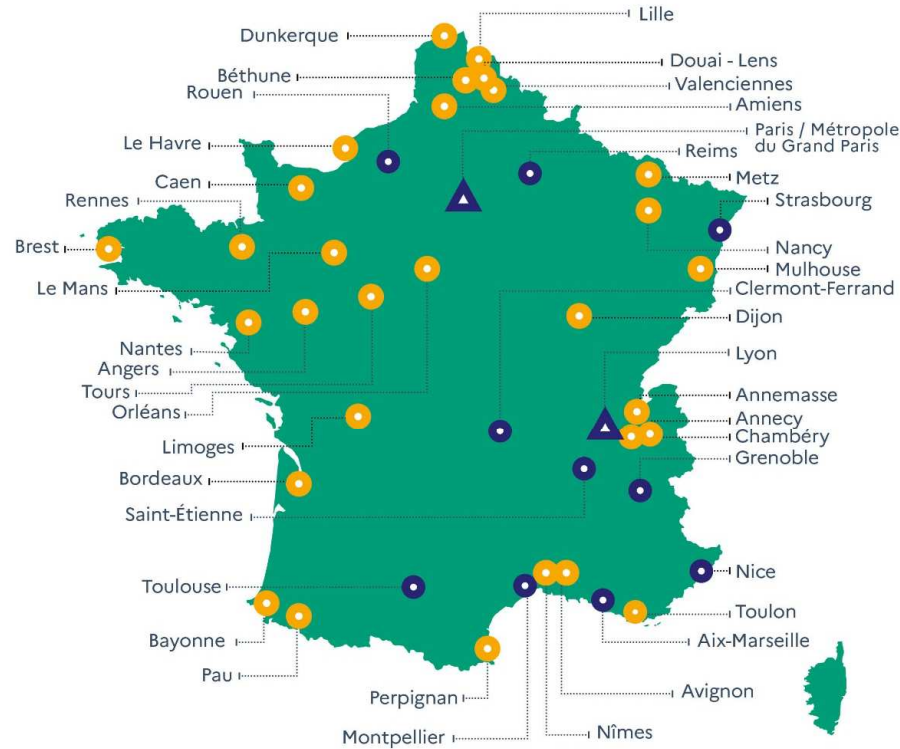 Lille
Dunkerque
Douai - Lens
Béthune
Valenciennes
Rouen
Amiens
Paris / Métropole
du Grand Paris
Le Havre
Reims
Caen
Metz
Rennes
Strasbourg
Brest
Nancy
Mulhouse
Le Mans
Clermont-Ferrand
Dijon
Nantes
Lyon
Angers
Tours
Annemasse
Orléans
Annecy
Chambéry
Limoges
Grenoble
Bordeaux
Saint-Étienne
Toulouse
Nice
Toulon
Bayonne
Aix-Marseille
Pau
Avignon
Perpignan
Nîmes
Montpellier